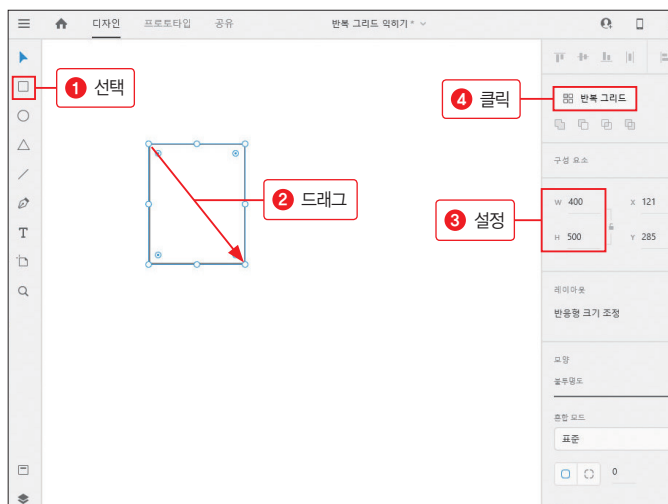 디자인 프로토타입 공유 반복 그리드 익히기 *
1 선택
4 클릭
반복 그리드
구성 요소
2 드래그
3 설정
W 400 X 121
H 500 Y 285
T
레이아웃
반응형 크기 조정
모양
불투명도
혼합 모드
표준
0